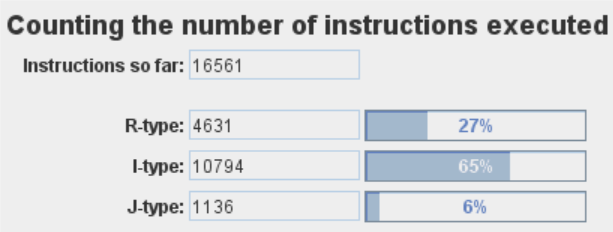 Counting the number of instructions executed
Instructions so far: 16561
R-type: 4631 27%
I-type: 10794 65%
J-type: 1136 6%